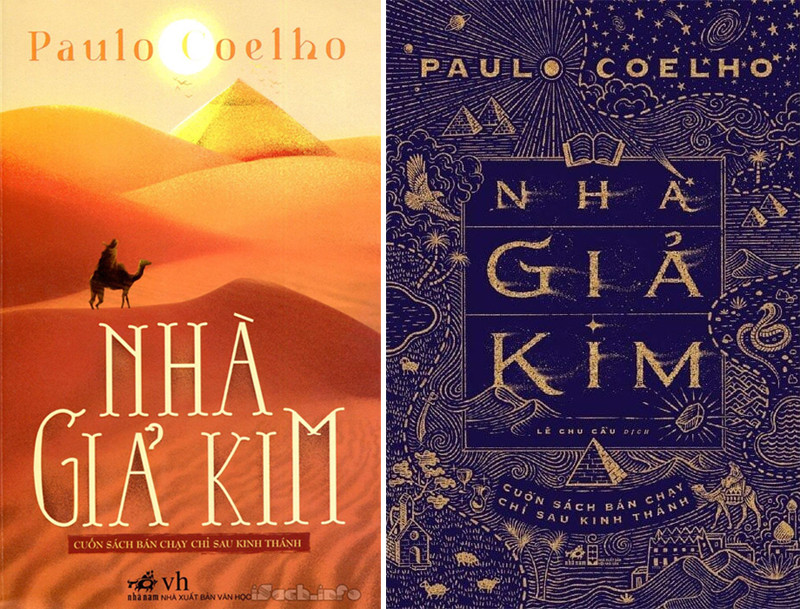 Paulo Coelho
NHÀ
GIẢ KIM
CUỐN SÁCH BÁN CHẠY CHỈ SAU KINH THÁNH
nhã nam
vh
NHÀ XUẤT BẢN VĂN HỌC
iSach.info
PAULO COELHO
NHÀ
GIẢ
KIM
LÊ CHU CẦU DỊCH
CUỐN SÁCH BÁN CHẠY
CHỈ SAU KINH THÁNH
nhã nam